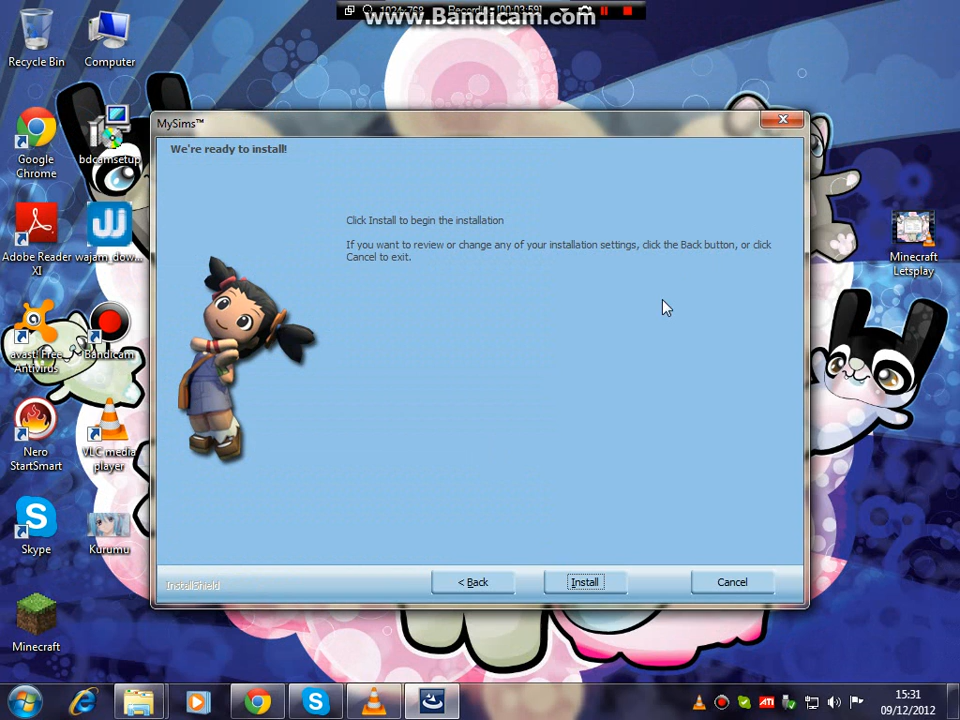 www.Bandicam.com
Recycle Bin
Computer
Google
Chrome
bdcamsetup
Adobe Reader
XI
wajam_dow...
avast! Free
Antivirus
Bandicam
Nero
StartSmart
VLC media
player
Skype
Kurumu
Minecraft
Minecraft
Letsplay
MySims™
We're ready to install!
Click Install to begin the installation
If you want to review or change any of your installation settings, click the Back button, or click
Cancel to exit.
InstallShield
< Back
Install
Cancel
ATI
15:31
09/12/2012